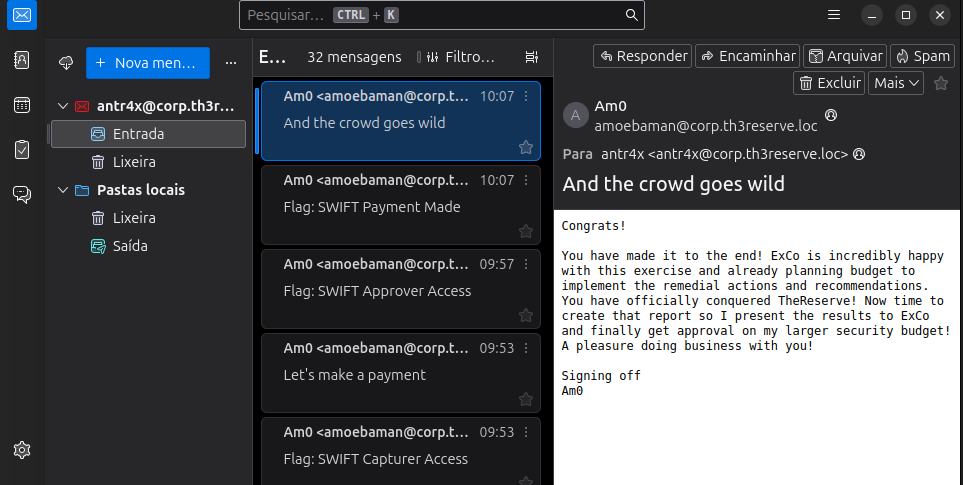 Pesquisar… CTRL + K
Nova men…
antr4x@corp.th3r…
Entrada
Lixeira
Pastas locais
Lixeira
Saída
E… 32 mensagens Filtro…
Am0 <amoebaman@corp.t… 10:07
And the crowd goes wild
Am0 <amoebaman@corp.t… 10:07
Flag: SWIFT Payment Made
Am0 <amoebaman@corp.t… 09:57
Flag: SWIFT Approver Access
Am0 <amoebaman@corp.t… 09:53
Let's make a payment
Am0 <amoebaman@corp.t… 09:53
Flag: SWIFT Capturer Access
Responder Encaminhar Arquivar Spam
Excluir Mais
A Am0
amoebaman@corp.th3reserve.loc
Para antr4x <antr4x@corp.th3reserve.loc>
And the crowd goes wild
Congrats!
You have made it to the end! ExCo is incredibly happy
with this exercise and already planning budget to
implement the remedial actions and recommendations.
You have officially conquered TheReserve! Now time to
create that report so I present the results to ExCo
and finally get approval on my larger security budget!
A pleasure doing business with you!
Signing off
Am0